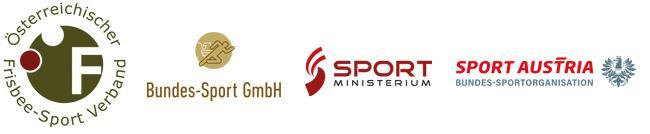 Österreichischer
Frisbee-Sport Verband
F
Bundes-Sport GmbH
SPORT
MINISTERIUM
SPORT AUSTRIA
BUNDES-SPORTORGANISATION